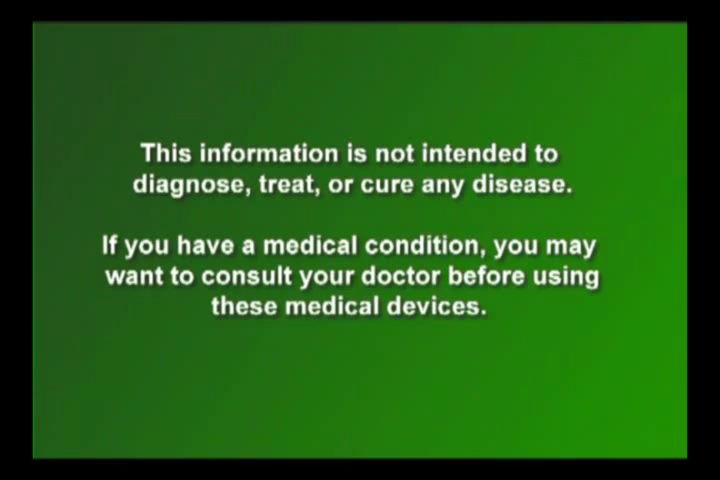 This information is not intended to
diagnose, treat, or cure any disease.
If you have a medical condition, you may
want to consult your doctor before using
these medical devices.